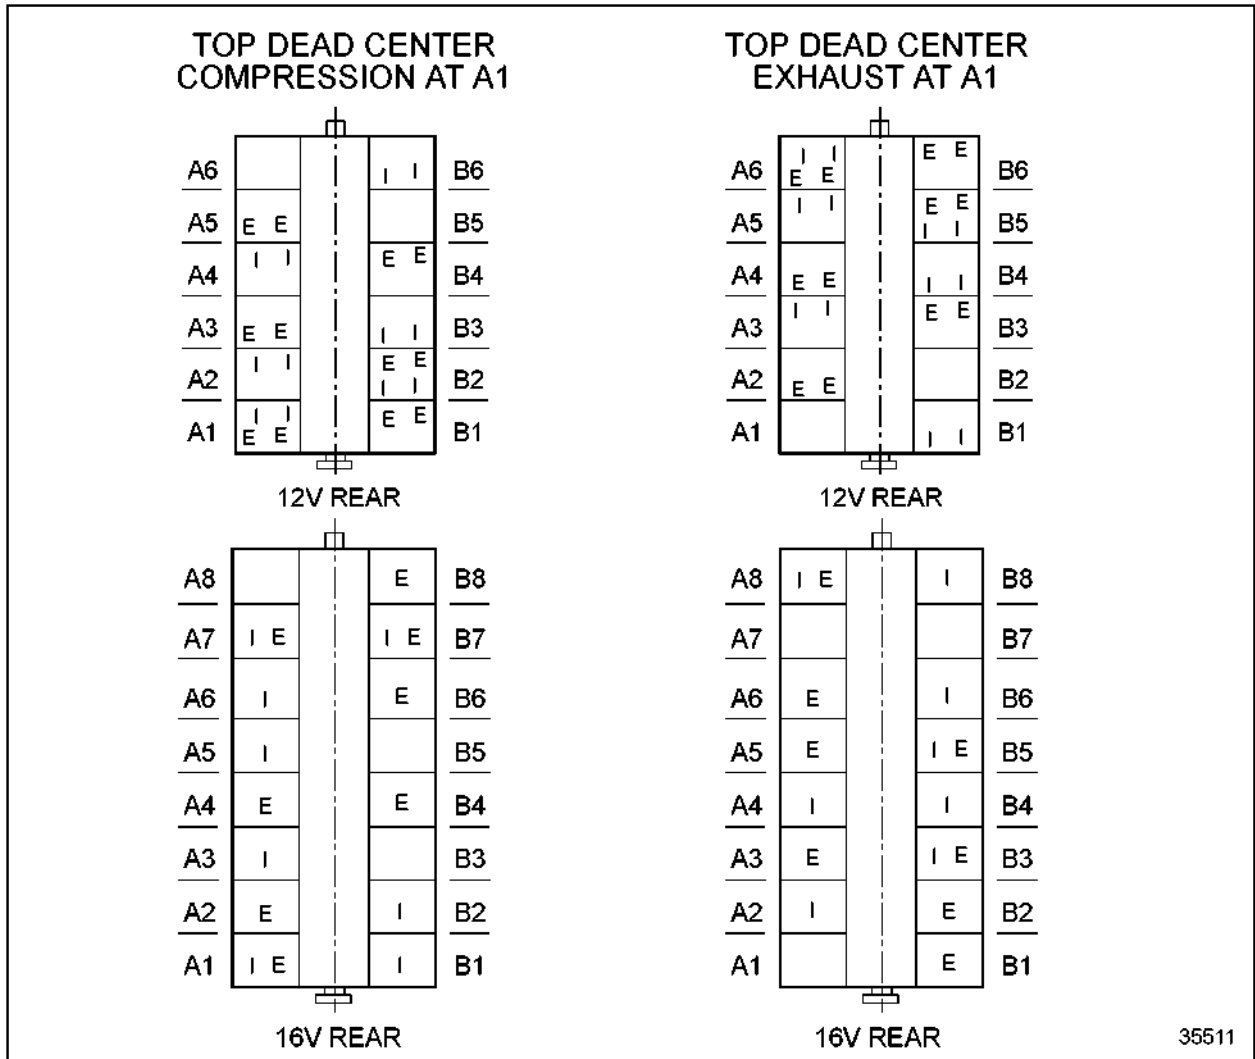 TOP DEAD CENTER
COMPRESSION AT A1
A6 I I B6
A5 E E B5
A4 I I E E B4
A3 E E I I B3
A2 I I E E I I B2
A1 I I E E E E B1
12V REAR
TOP DEAD CENTER
EXHAUST AT A1
A6 I I E E E E B6
A5 I I E E I I B5
A4 E E I I B4
A3 I I E E B3
A2 E E B2
A1 I I B1
12V REAR
A8 E B8
A7 I E I E B7
A6 I E B6
A5 I B5
A4 E E B4
A3 I B3
A2 E I B2
A1 I E I B1
16V REAR
A8 I E I B8
A7 B7
A6 E I B6
A5 E I E B5
A4 I I B4
A3 E I E B3
A2 I E B2
A1 E B1
16V REAR
35511